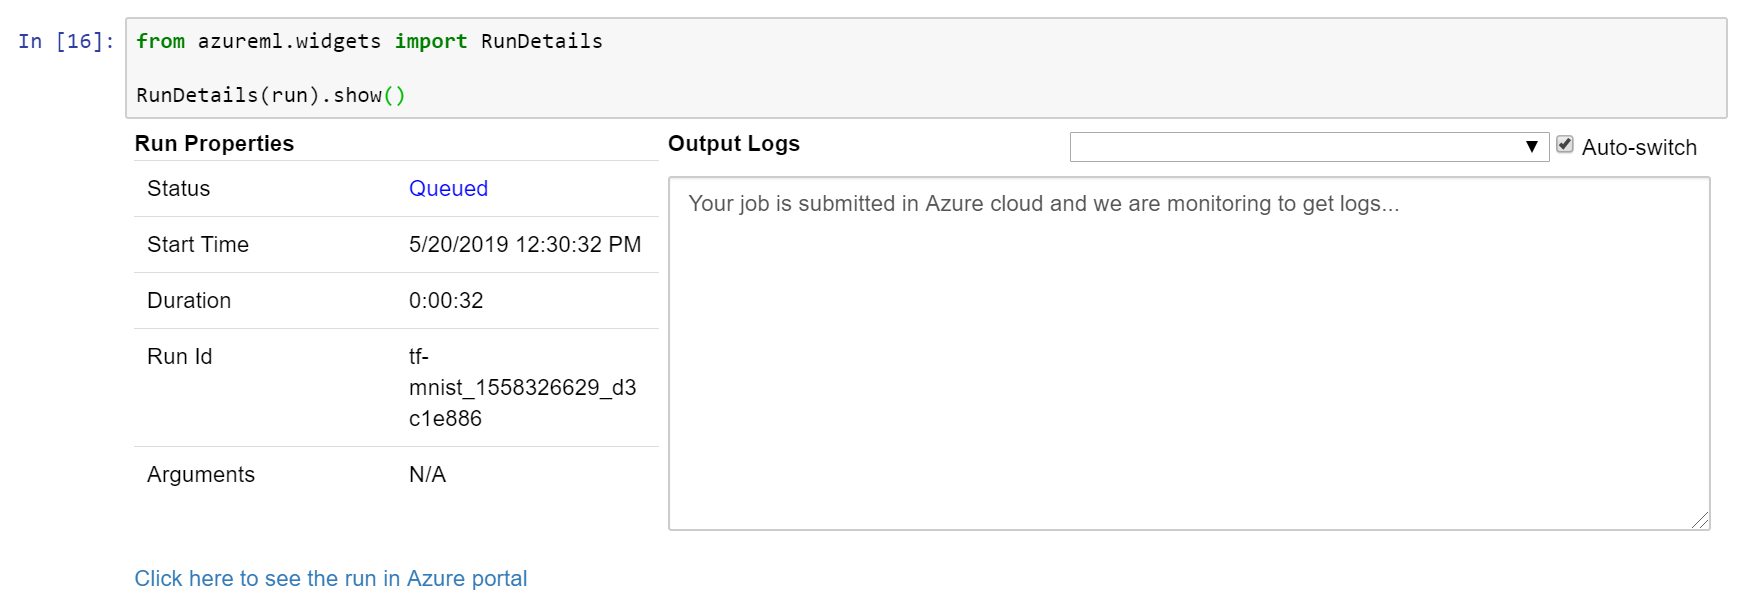 In [16]: from azureml.widgets import RunDetails
RunDetails(run).show()
Run Properties
Status Queued
Start Time 5/20/2019 12:30:32 PM
Duration 0:00:32
Run Id tf-
mnist_1558326629_d3
c1e886
Arguments N/A
Click here to see the run in Azure portal
Output Logs
Auto-switch
Your job is submitted in Azure cloud and we are monitoring to get logs...